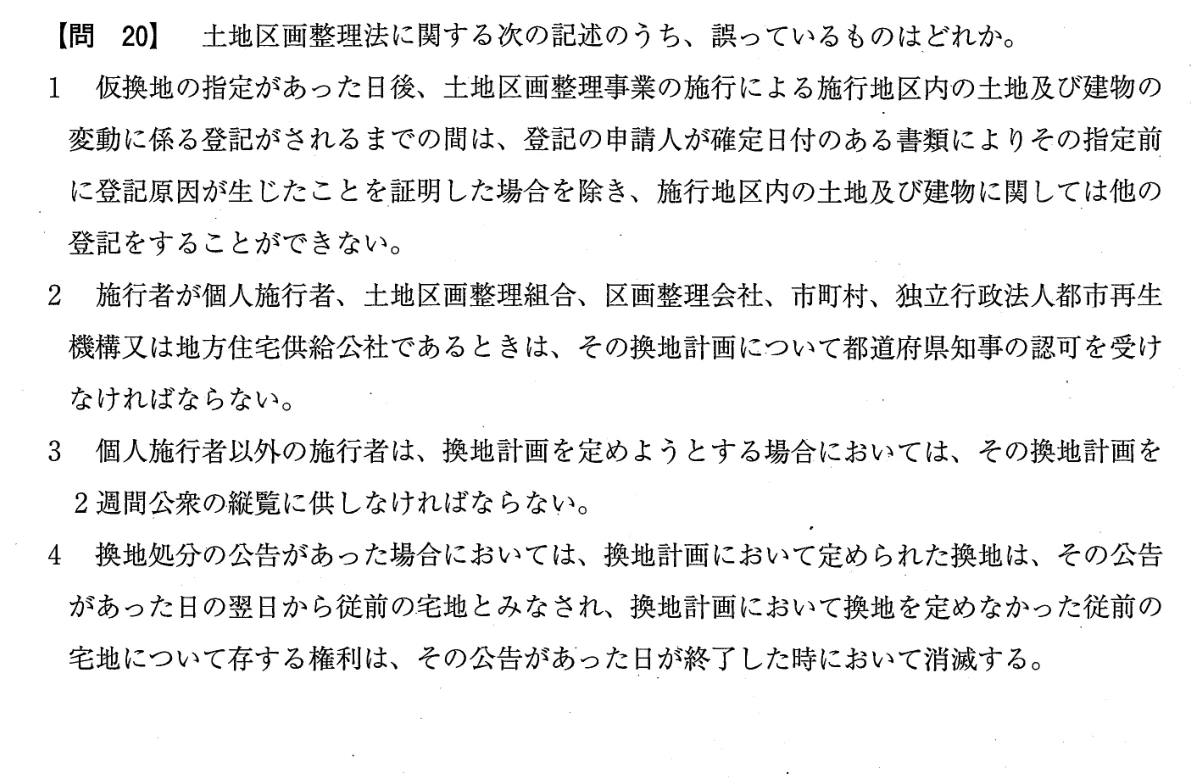 【問 20】 土地区画整理法に関する次の記述のうち、誤っているものはどれか。
1 仮換地の指定があった日後、土地区画整理事業の施行による施行地区内の土地及び建物の
変動に係る登記がされるまでの間は、登記の申請人が確定日付のある書類によりその指定前
に登記原因が生じたことを証明した場合を除き、施行地区内の土地及び建物に関しては他の
登記をすることができない。
2 施行者が個人施行者、土地区画整理組合、区画整理会社、市町村、独立行政法人都市再生
機構又は地方住宅供給公社であるときは、その換地計画について都道府県知事の認可を受け
なければならない。
3 個人施行者以外の施行者は、換地計画を定めようとする場合においては、その換地計画を
2週間公衆の縦覧に供しなければならない。
4 換地処分の公告があった場合においては、換地計画において定められた換地は、その公告
があった日の翌日から従前の宅地とみなされ、換地計画において換地を定めなかった従前の
宅地について存する権利は、その公告があった日が終了した時において消滅する。